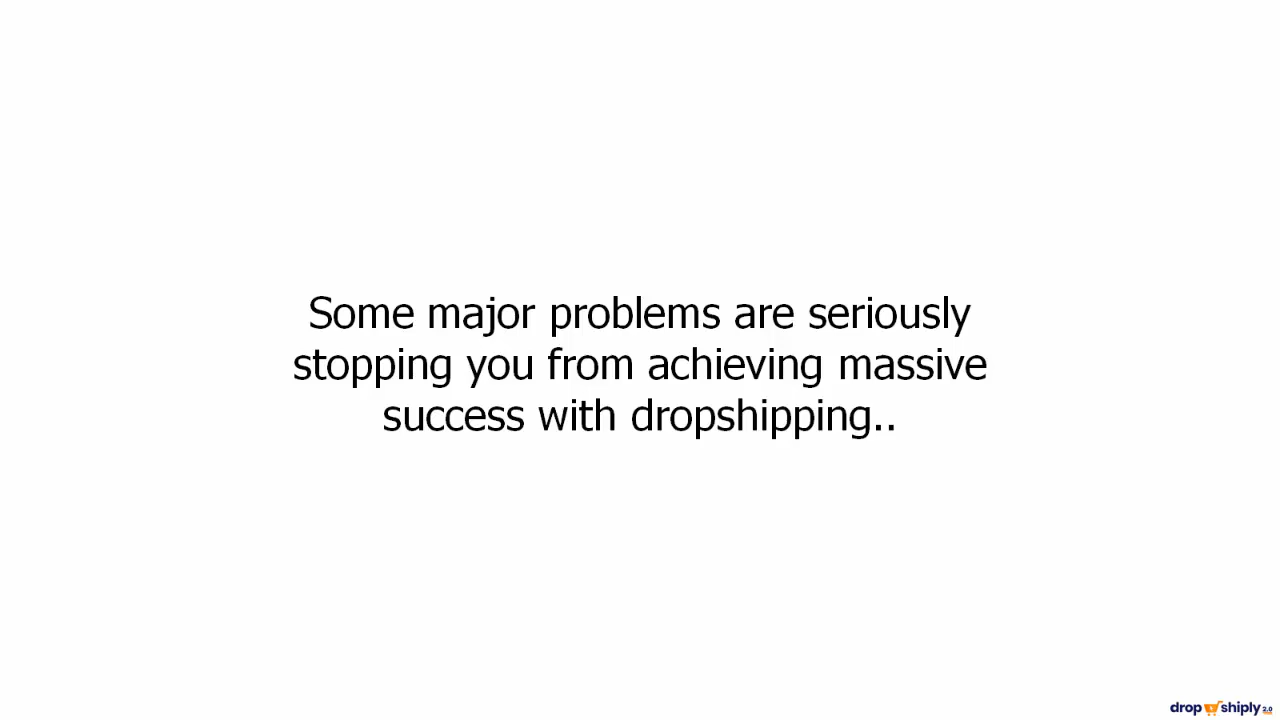 Some major problems are seriously
stopping you from achieving massive
success with dropshipping..
drop shiply 2.0